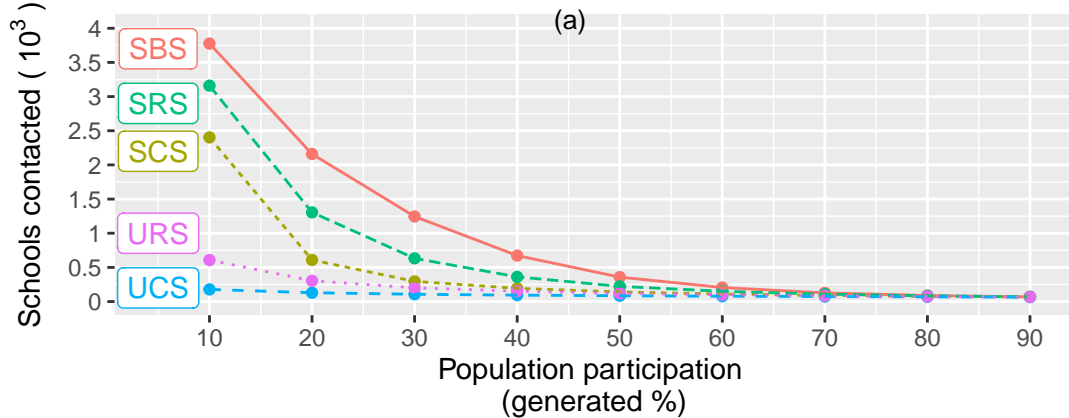 (a)
Schools contacted ( 10³ )
4
3.5
3
2.5
2
1.5
1
0.5
0
SBS
SRS
SCS
URS
UCS
10 20 30 40 50 60 70 80 90
Population participation
(generated %)